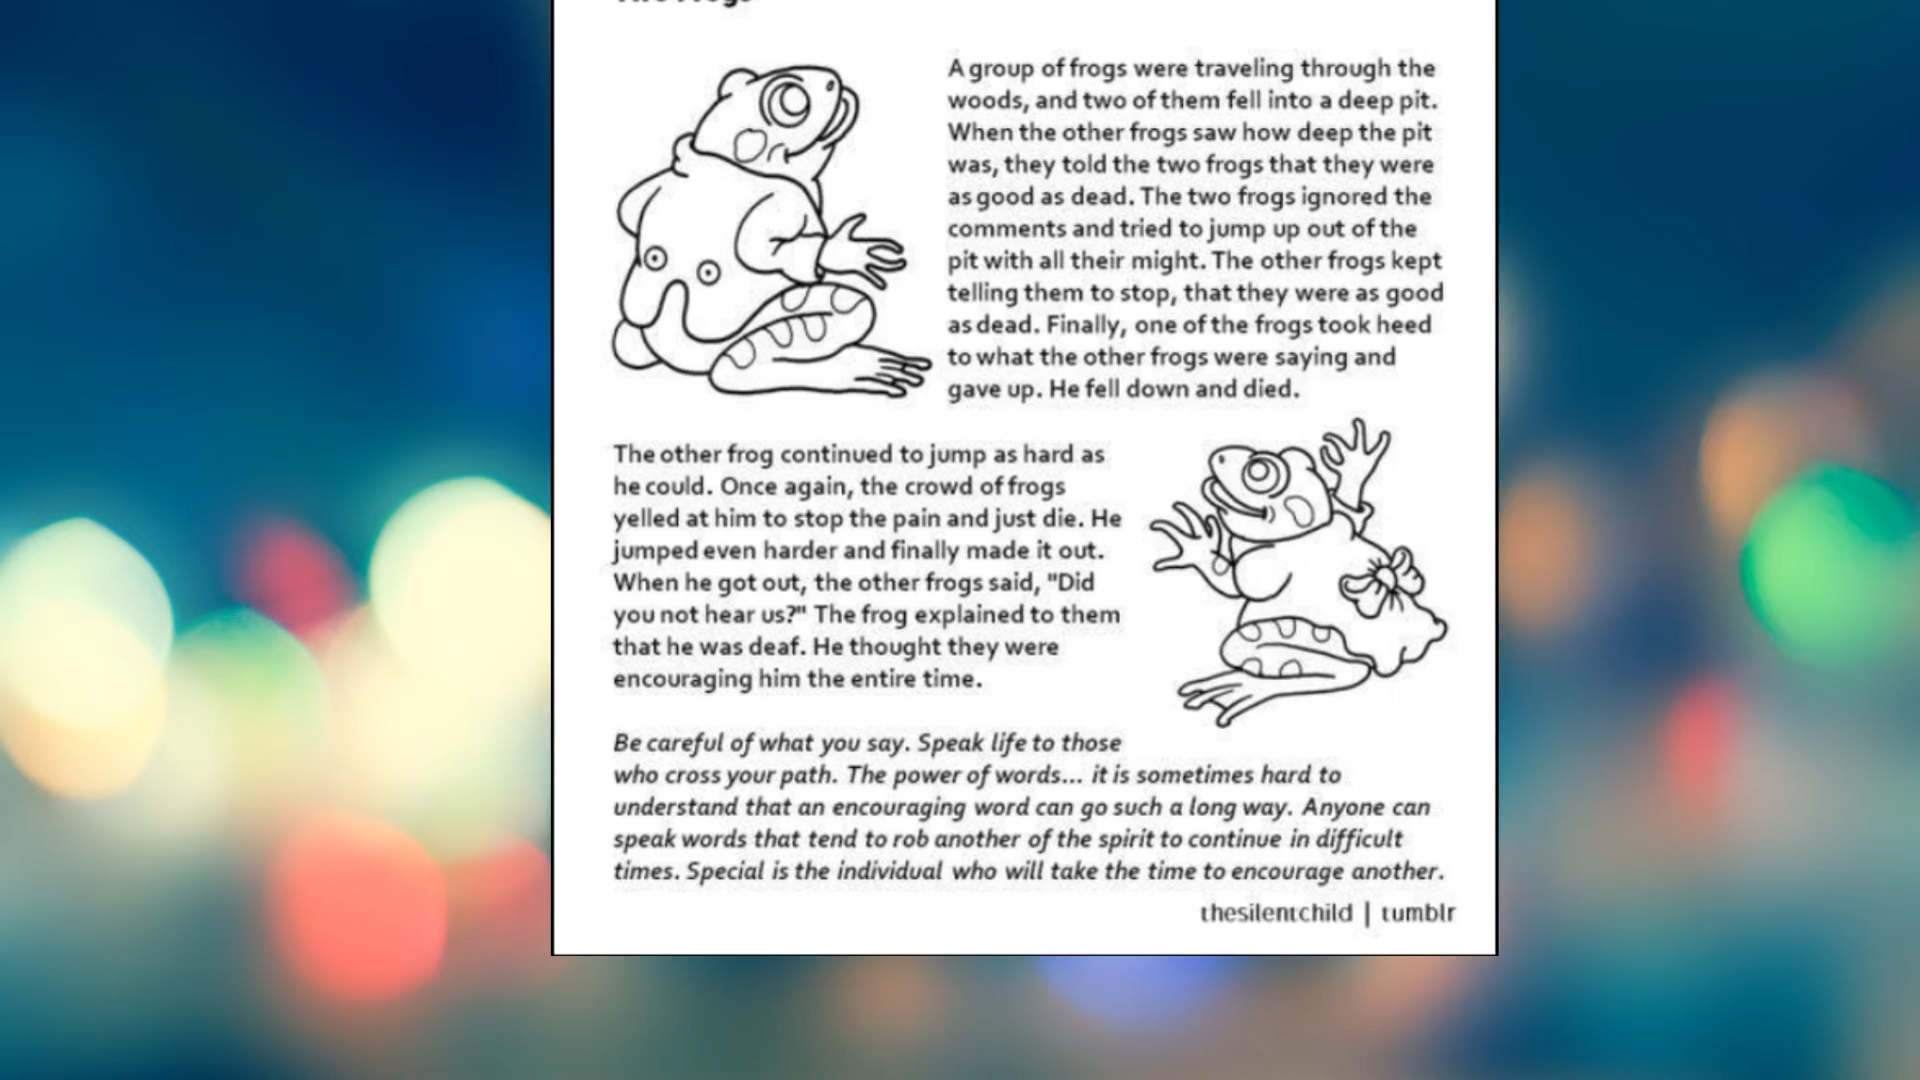 Two Frogs
A group of frogs were traveling through the
woods, and two of them fell into a deep pit.
When the other frogs saw how deep the pit
was, they told the two frogs that they were
as good as dead. The two frogs ignored the
comments and tried to jump up out of the
pit with all their might. The other frogs kept
telling them to stop, that they were as good
as dead. Finally, one of the frogs took heed
to what the other frogs were saying and
gave up. He fell down and died.
The other frog continued to jump as hard as
he could. Once again, the crowd of frogs
yelled at him to stop the pain and just die. He
jumped even harder and finally made it out.
When he got out, the other frogs said, "Did
you not hear us?" The frog explained to them
that he was deaf. He thought they were
encouraging him the entire time.
Be careful of what you say. Speak life to those
who cross your path. The power of words... it is sometimes hard to
understand that an encouraging word can go such a long way. Anyone can
speak words that tend to rob another of the spirit to continue in difficult
times. Special is the individual who will take the time to encourage another.
thesilentchild | tumblr